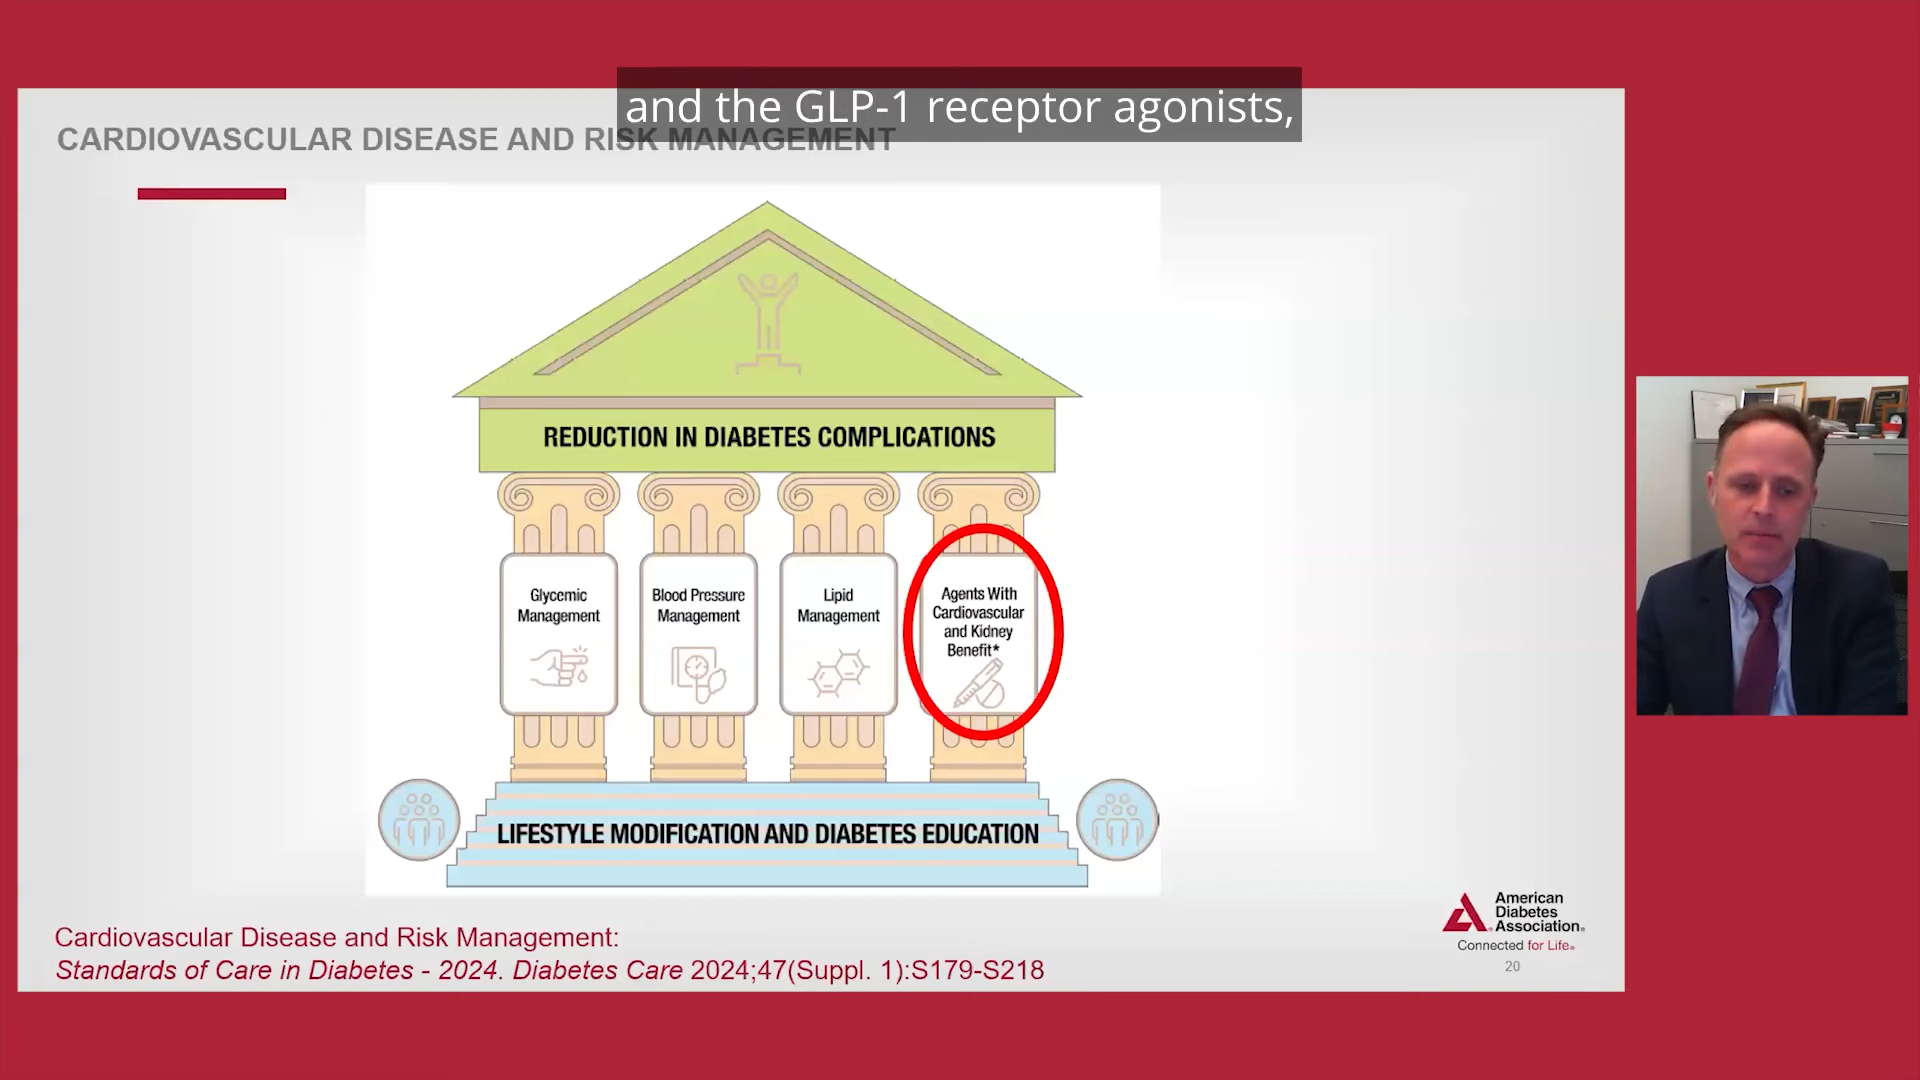 and the GLP-1 receptor agonists,
CARDIOVASCULAR DISEASE AND RISK MANAGEMENT
REDUCTION IN DIABETES COMPLICATIONS
Glycemic
Management
Blood Pressure
Management
Lipid
Management
Agents With
Cardiovascular
and Kidney
Benefit*
LIFESTYLE MODIFICATION AND DIABETES EDUCATION
Cardiovascular Disease and Risk Management:
Standards of Care in Diabetes - 2024. Diabetes Care 2024;47(Suppl. 1):S179-S218
American
Diabetes
Association®
Connected for Life®
20